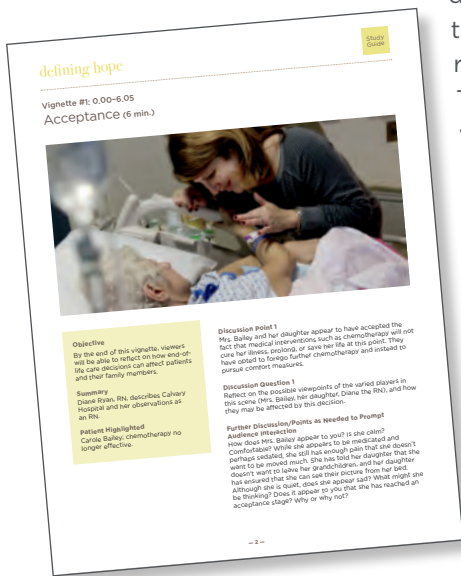 Study
Guide
defining hope
Vignette #1: 0.00–6.05
Acceptance (6 min.)
Objective
By the end of this vignette, viewers
will be able to reflect on how end-of-
life care decisions can affect patients
and their family members.
Summary
Diane Ryan, RN, describes Calvary
Hospital and her observations as
an RN.
Patient Highlighted
Carole Bailey; chemotherapy no
longer effective.
Discussion Point 1
Mrs. Bailey and her daughter appear to have accepted the
fact that medical interventions such as chemotherapy will not
cure her illness, prolong, or save her life at this point. They
have opted to forego further chemotherapy and instead to
pursue comfort measures.
Discussion Question 1
Reflect on the possible viewpoints of the varied players in
this scene (Mrs. Bailey, her daughter, Diane the RN), and how
they may be affected by this decision.
Further Discussion/Points as Needed to Prompt
Audience Interaction
How does Mrs. Bailey appear to you? Is she calm?
Comfortable? While she appears to be medicated and
perhaps sedated, she still has enough pain that she doesn't
want to be moved much. She has told her daughter that she
doesn't want to leave her grandchildren, and her daughter
has ensured that she can see their picture from her bed.
Although she is quiet, does she appear sad? What might she
be thinking? Does it appear to you that she has reached an
acceptance stage? Why or why not?
— 2 —